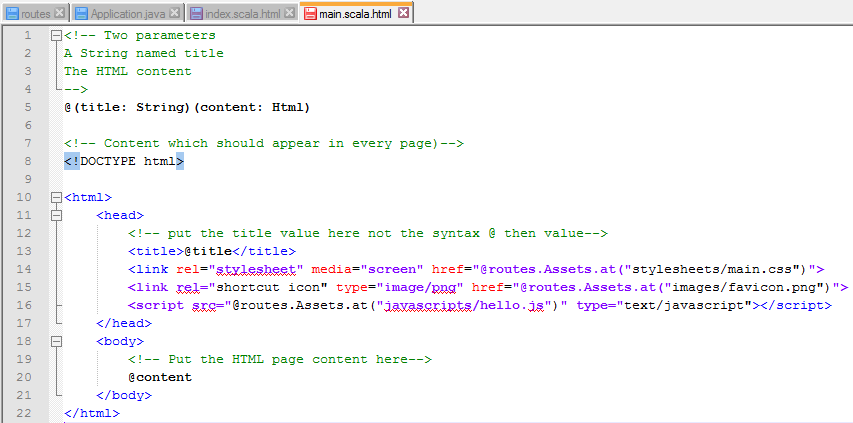 routes Application.java index.scala.html main.scala.html
1 <!-- Two parameters
2 A String named title
3 The HTML content
4 -->
5 @(title: String)(content: Html)
6
7 <!-- Content which should appear in every page)-->
8 <!DOCTYPE html>
9
10 <html>
11 <head>
12 <!-- put the title value here not the syntax @ then value-->
13 <title>@title</title>
14 <link rel="stylesheet" media="screen" href="@routes.Assets.at("stylesheets/main.css")">
15 <link rel="shortcut icon" type="image/png" href="@routes.Assets.at("images/favicon.png")">
16 <script src="@routes.Assets.at("javascripts/hello.js")" type="text/javascript"></script>
17 </head>
18 <body>
19 <!-- Put the HTML page content here-->
20 @content
21 </body>
22 </html>